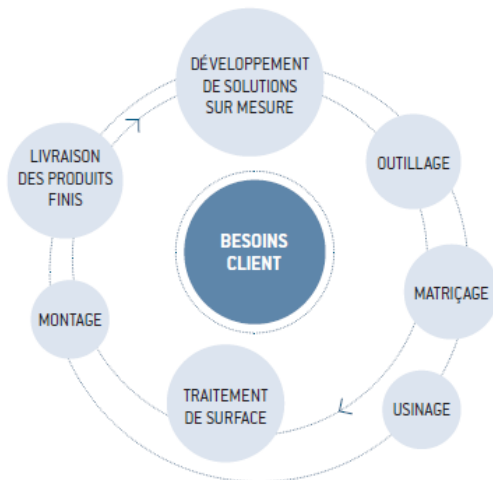 DÉVELOPPEMENT
DE SOLUTIONS
SUR MESURE
OUTILLAGE
MATRIÇAGE
USINAGE
TRAITEMENT
DE SURFACE
MONTAGE
LIVRAISON
DES PRODUITS
FINIS
BESOINS
CLIENT